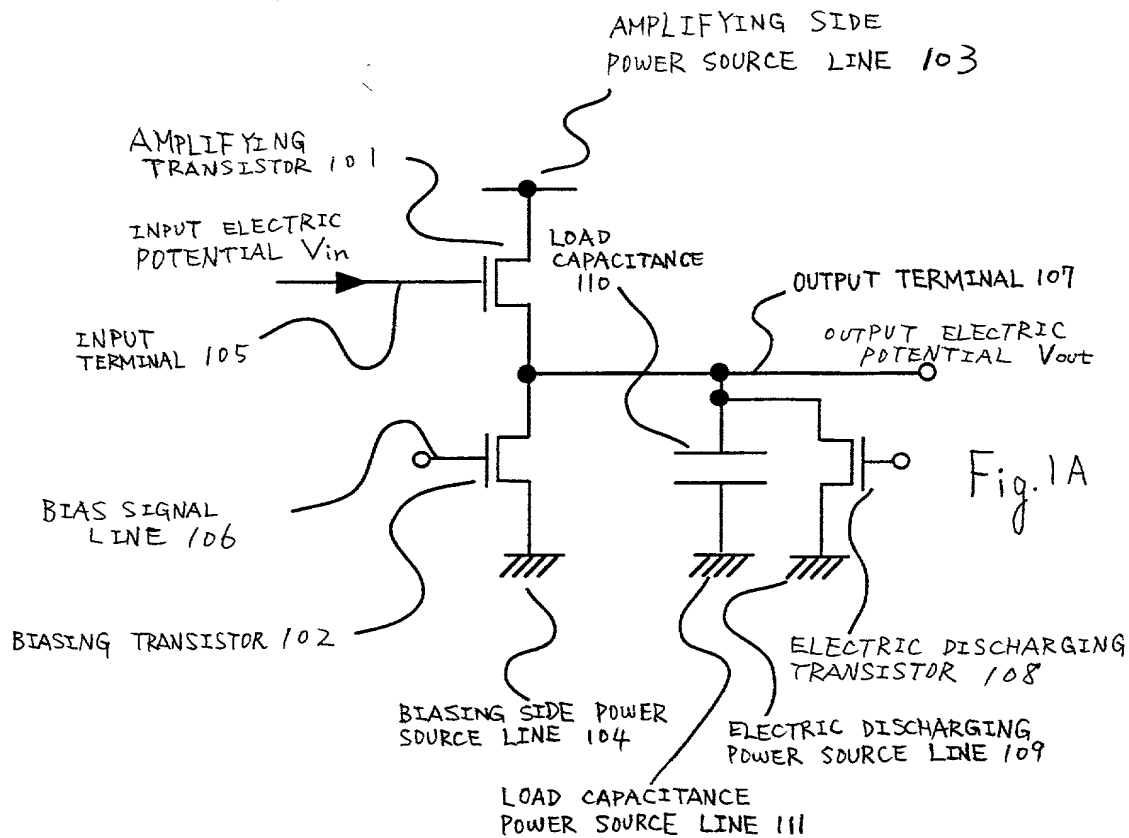 AMPLIFYING SIDE
POWER SOURCE LINE 103
AMPLIFYING
TRANSISTOR 101
INPUT ELECTRIC
POTENTIAL Vin
LOAD
CAPACITANCE
110
OUTPUT TERMINAL 107
INPUT
TERMINAL 105
OUTPUT ELECTRIC
POTENTIAL Vout
Fig. 1A
BIAS SIGNAL
LINE 106
BIASING TRANSISTOR 102
ELECTRIC DISCHARGING
TRANSISTOR 108
BIASING SIDE POWER
SOURCE LINE 104
ELECTRIC DISCHARGING
POWER SOURCE LINE 109
LOAD CAPACITANCE
POWER SOURCE LINE 111